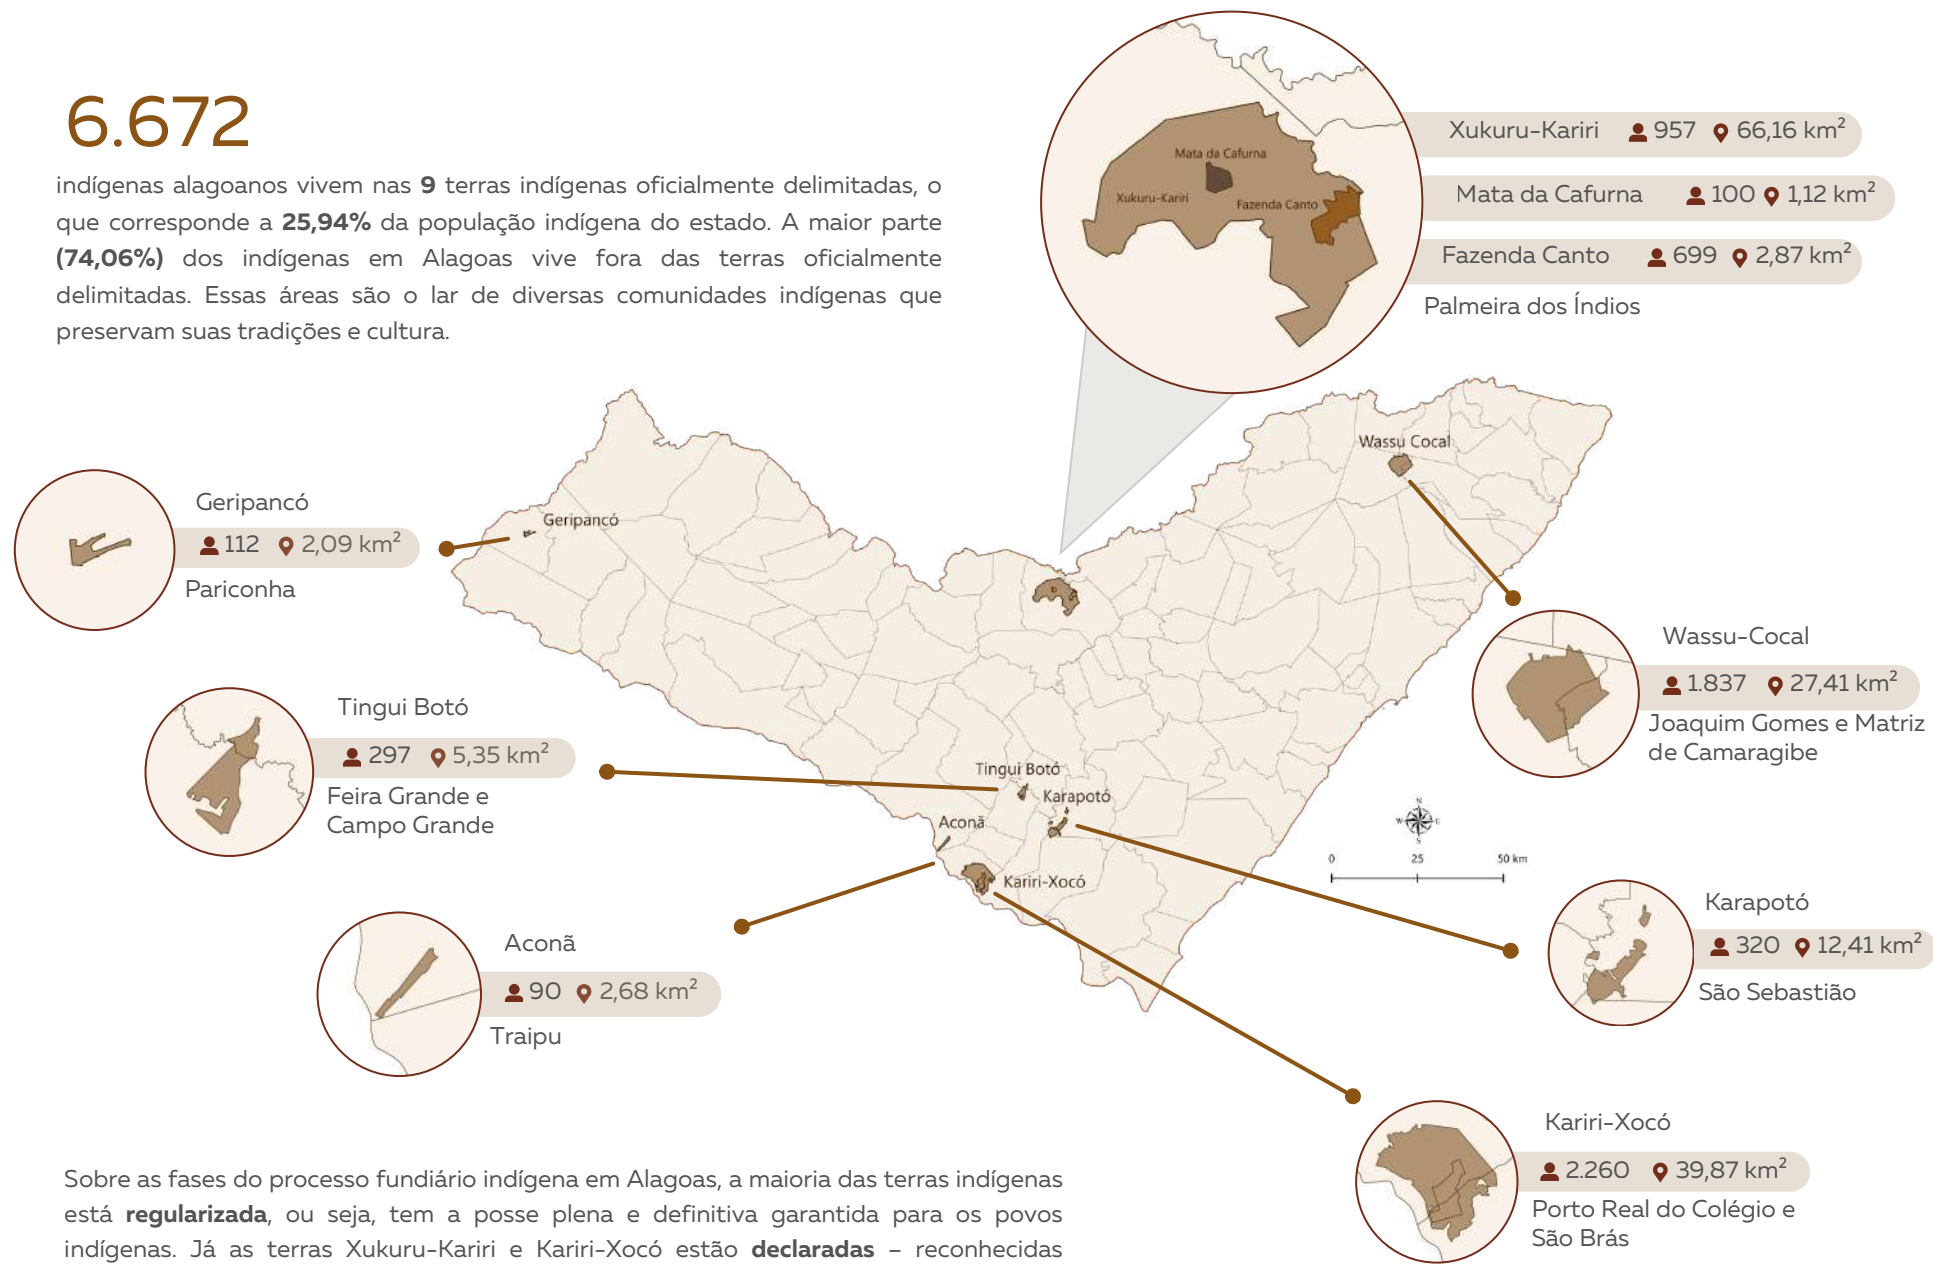 6.672
indígenas alagoanos vivem nas 9 terras indígenas oficialmente delimitadas, o
que corresponde a 25,94% da população indígena do estado. A maior parte
(74,06%) dos indígenas em Alagoas vive fora das terras oficialmente
delimitadas. Essas áreas são o lar de diversas comunidades indígenas que
preservam suas tradições e cultura.
Mata da Cafurna
Xukuru-Kariri
Fazenda Canto
Xukuru-Kariri 957 66,16 km²
Mata da Cafurna 100 1,12 km²
Fazenda Canto 699 2,87 km²
Palmeira dos Índios
Wassu Cocal
Geripancó
Geripancó
112 2,09 km²
Pariconha
Wassu-Cocal
1.837 27,41 km²
Joaquim Gomes e Matriz
de Camaragibe
Tingui Botó
297 5,35 km²
Feira Grande e
Campo Grande
Tingui Botó
Karapotó
Aconã
Kariri-Xocó
N
W E
S
0 25 50 km
Karapotó
320 12,41 km²
São Sebastião
Aconã
90 2,68 km²
Traipu
Kariri-Xocó
2.260 39,87 km²
Porto Real do Colégio e
São Brás
Sobre as fases do processo fundiário indígena em Alagoas, a maioria das terras indígenas
está regularizada, ou seja, tem a posse plena e definitiva garantida para os povos
indígenas. Já as terras Xukuru-Kariri e Kariri-Xocó estão declaradas – reconhecidas